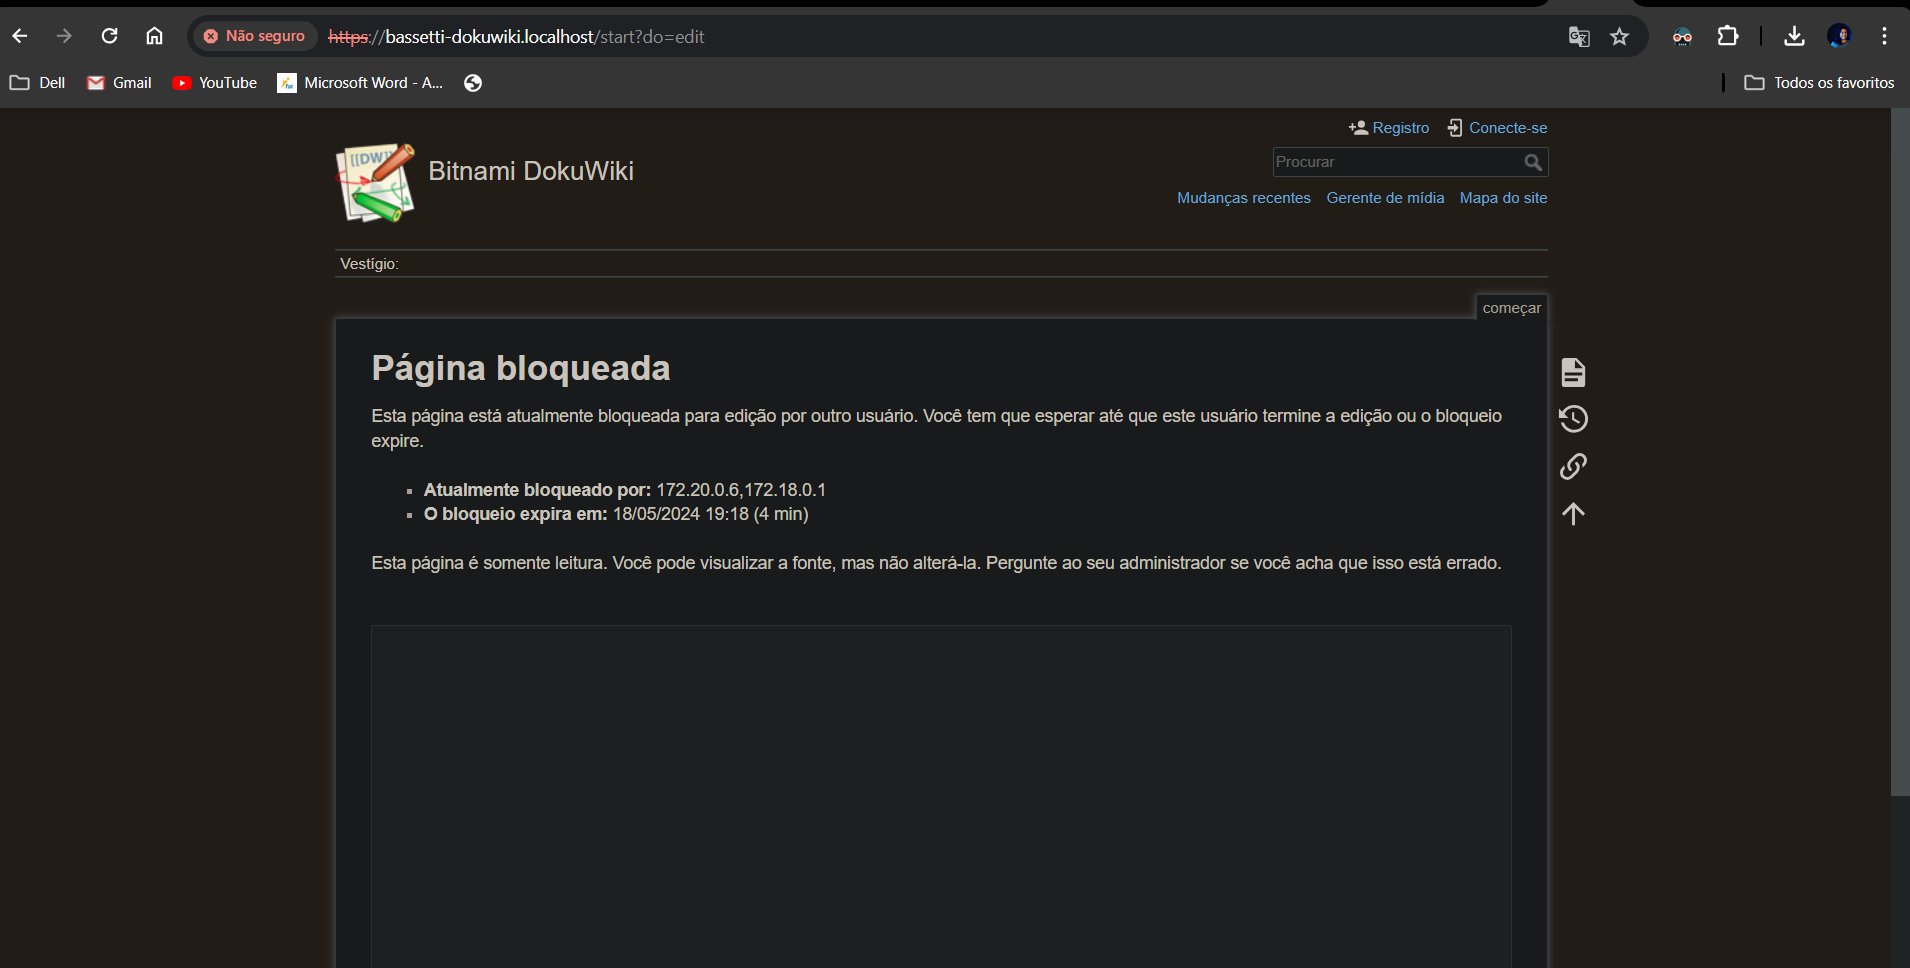 Não seguro
https://bassetti-dokuwiki.localhost/start?do=edit
Dell
Gmail
YouTube
Microsoft Word - A...
Todos os favoritos
Registro
Conecte-se
[[DW]]
Bitnami DokuWiki
Procurar
Mudanças recentes
Gerente de mídia
Mapa do site
Vestígio:
começar
Página bloqueada
Esta página está atualmente bloqueada para edição por outro usuário. Você tem que esperar até que este usuário termine a edição ou o bloqueio
expire.
Atualmente bloqueado por: 172.20.0.6,172.18.0.1
O bloqueio expira em: 18/05/2024 19:18 (4 min)
Esta página é somente leitura. Você pode visualizar a fonte, mas não alterá-la. Pergunte ao seu administrador se você acha que isso está errado.